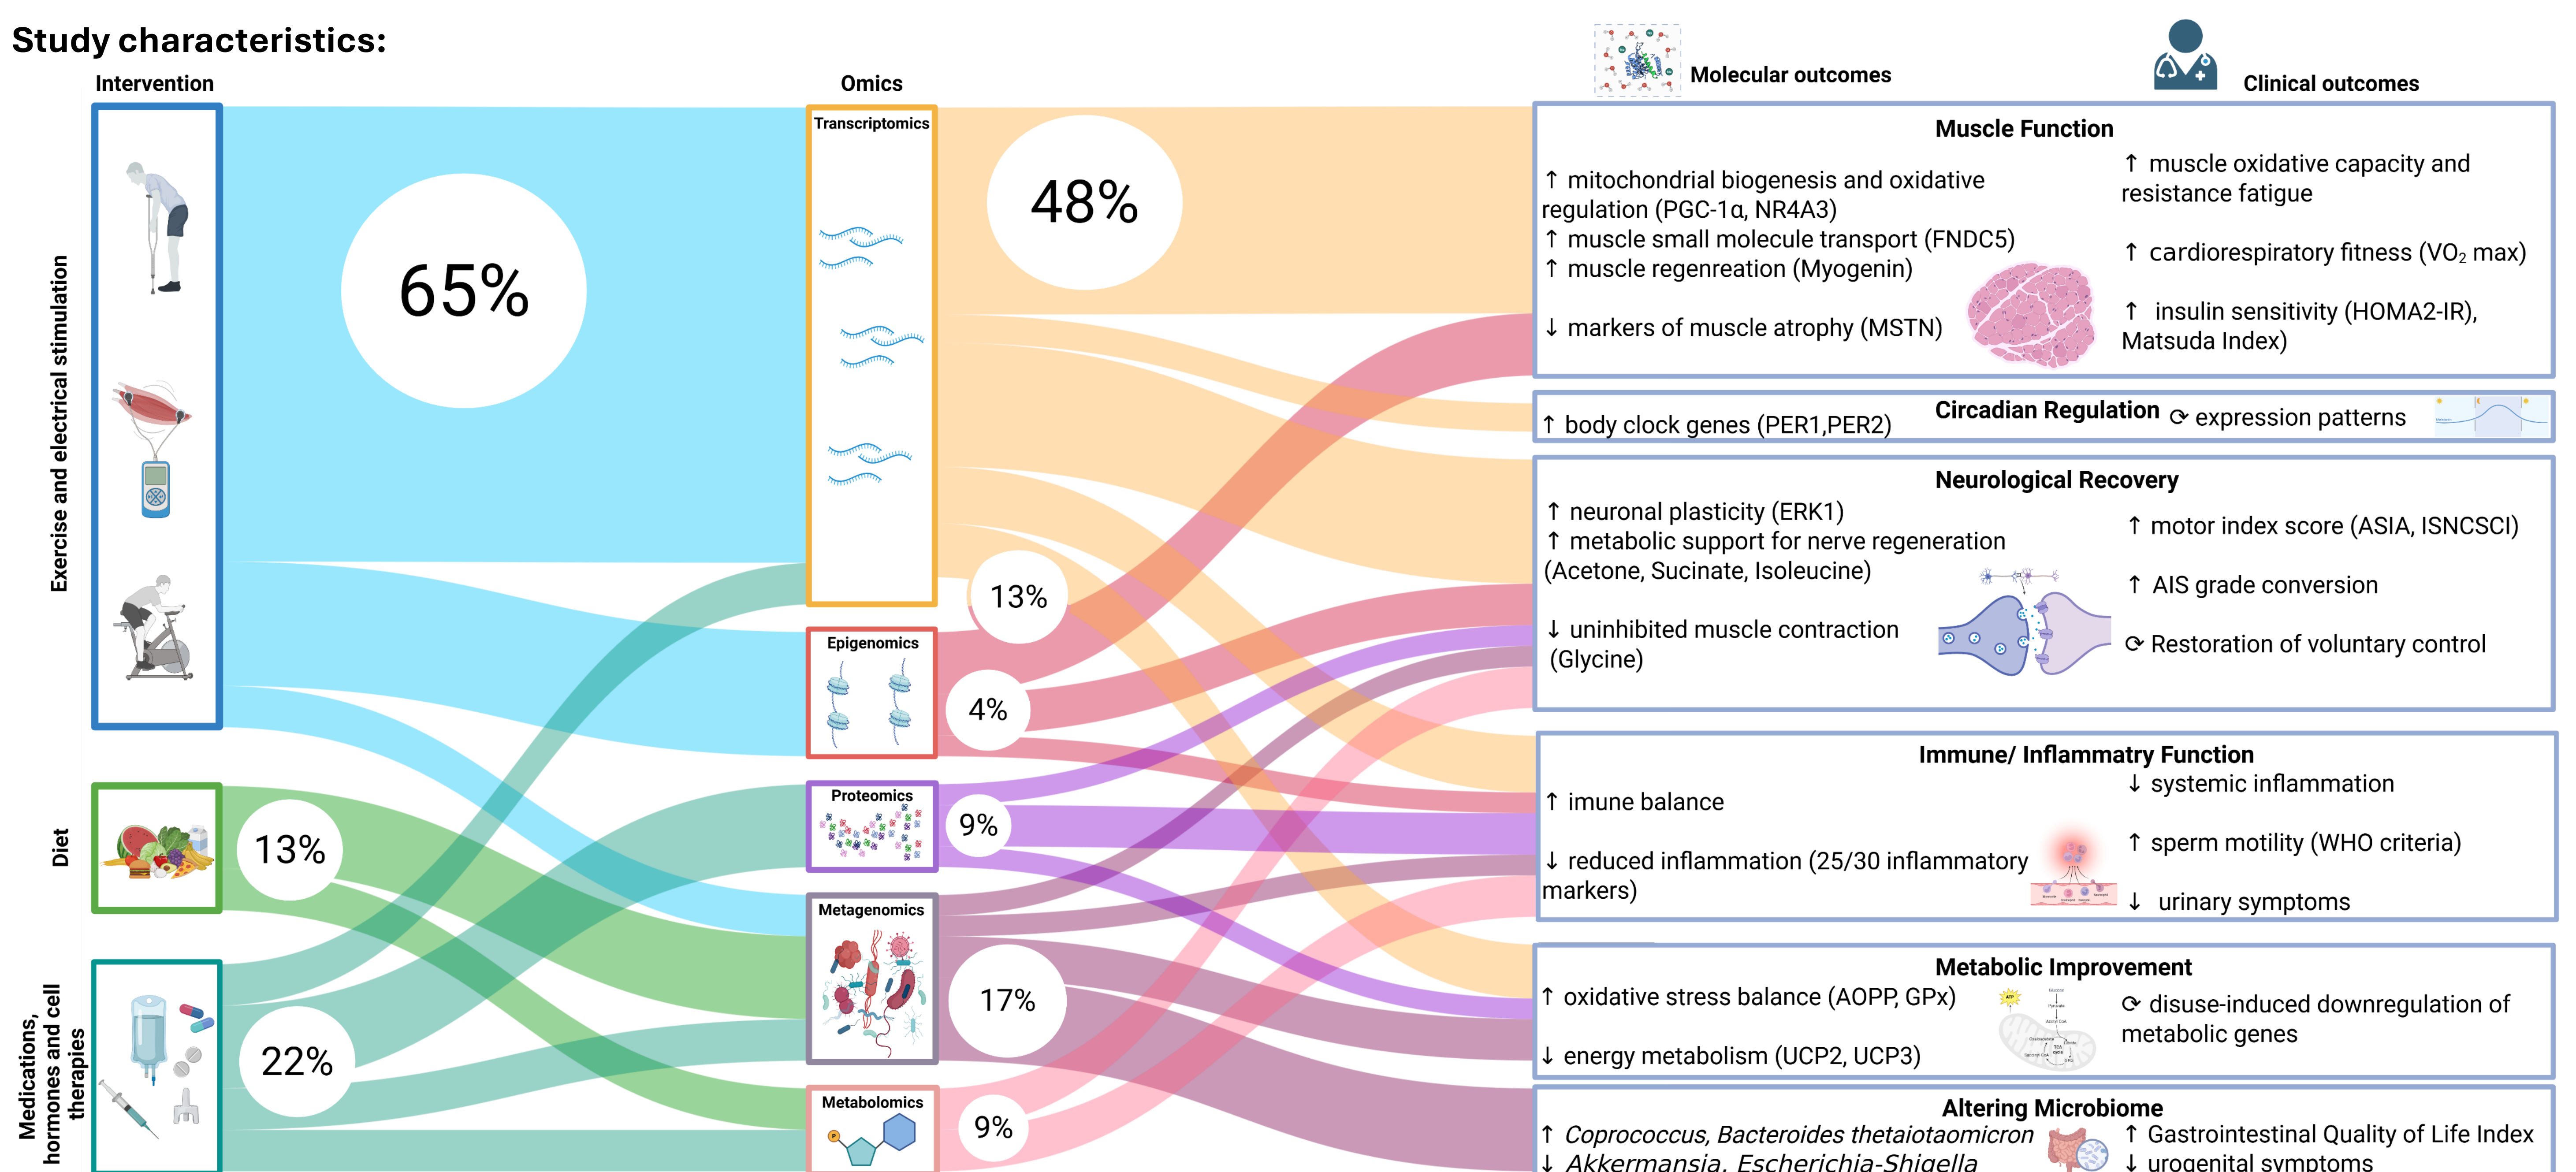 Study characteristics:
Intervention
Omics
Molecular outcomes
Clinical outcomes
Exercise and electrical stimulation
Diet
Medications,
hormones and cell
therapies
65%
13%
22%
Transcriptomics
Epigenomics
Proteomics
Metagenomics
Metabolomics
P
48%
13%
4%
9%
17%
9%
Muscle Function
↑ mitochondrial biogenesis and oxidative
regulation (PGC-1α, NR4A3)
↑ muscle small molecule transport (FNDC5)
↑ muscle regenreation (Myogenin)
↓ markers of muscle atrophy (MSTN)
↑ muscle oxidative capacity and
resistance fatigue
↑ cardiorespiratory fitness (VO₂ max)
↑ insulin sensitivity (HOMA2-IR),
Matsuda Index)
Circadian Regulation
↑ body clock genes (PER1,PER2)
⟳ expression patterns
Neurological Recovery
↑ neuronal plasticity (ERK1)
↑ metabolic support for nerve regeneration
(Acetone, Sucinate, Isoleucine)
↓ uninhibited muscle contraction
(Glycine)
↑ motor index score (ASIA, ISNCSCI)
↑ AIS grade conversion
⟳ Restoration of voluntary control
Immune/ Inflammatry Function
↑ imune balance
↓ reduced inflammation (25/30 inflammatory
markers)
↓ systemic inflammation
↑ sperm motility (WHO criteria)
↓ urinary symptoms
Metabolic Improvement
↑ oxidative stress balance (AOPP, GPx)
↓ energy metabolism (UCP2, UCP3)
ATP
TCA
⟳ disuse-induced downregulation of
metabolic genes
Altering Microbiome
↑ Coprococcus, Bacteroides thetaiotaomicron
↓ Akkermansia, Escherichia-Shigella
↑ Gastrointestinal Quality of Life Index
↓ urogenital symptoms